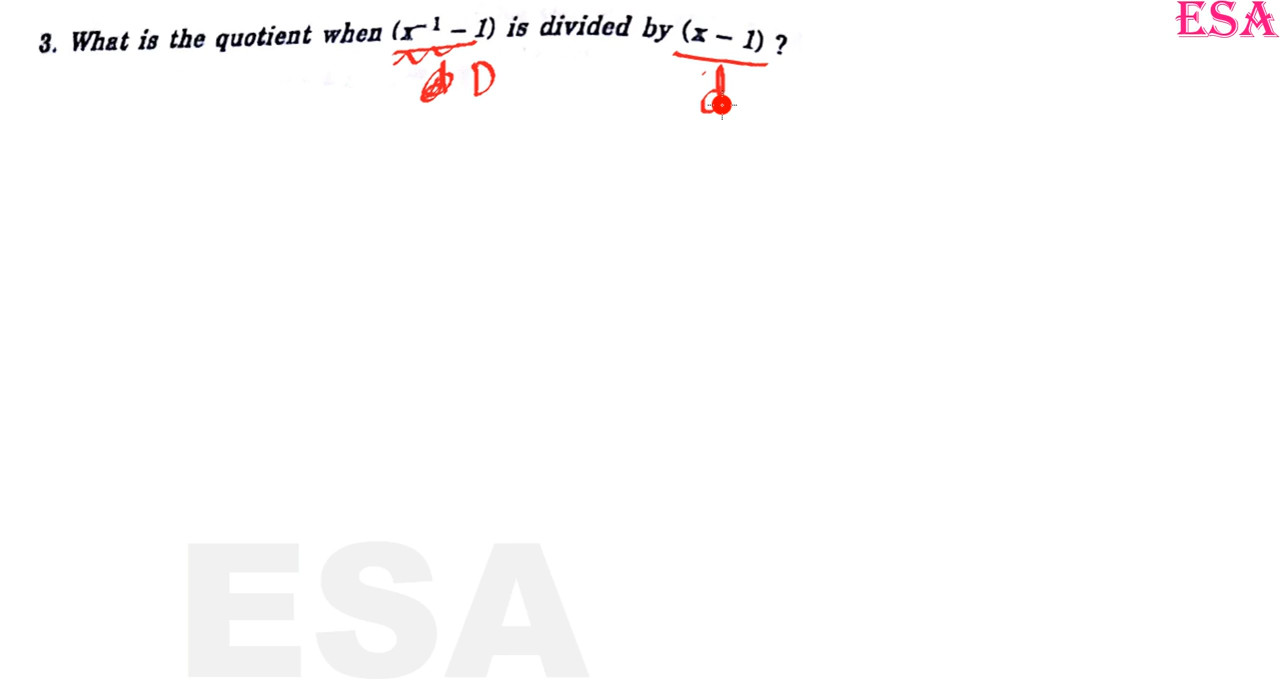 ESA
3. What is the quotient when (x⁻¹ – 1) is divided by (x – 1) ?
D d
ESA